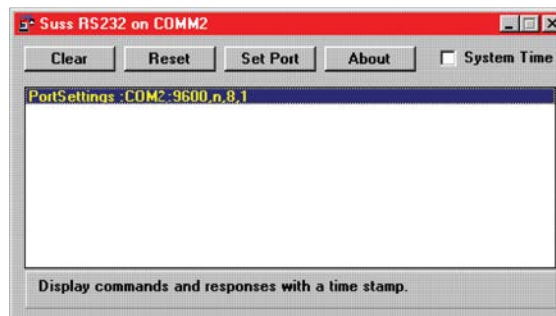 Suss RS232 on COMM2
Clear Reset Set Port About System Time
PortSettings :COM2:9600,n,8,1
Display commands and responses with a time stamp.